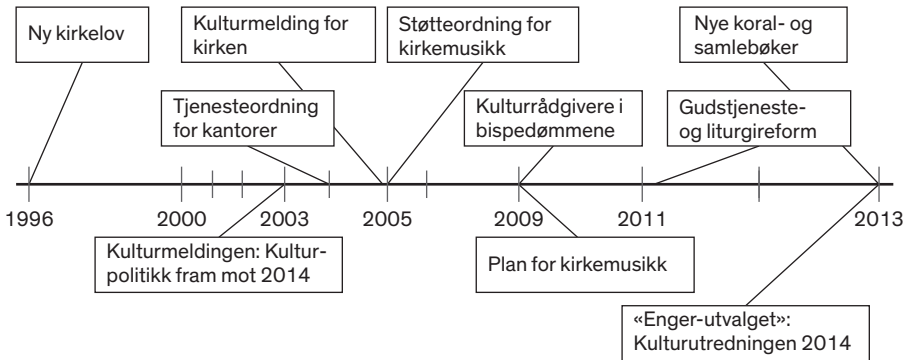 Ny kirkelov
Kulturmelding for
kirken
Støtteordning for
kirkemusikk
Nye koral- og
samlebøker
Tjenesteordning
for kantorer
Kulturrådgivere i
bispedømmene
Gudstjeneste-
og liturgireform
1996
2000
2003
2005
2009
2011
2013
Kulturmeldingen: Kultur-
politikk fram mot 2014
Plan for kirkemusikk
«Enger-utvalget»:
Kulturutredningen 2014